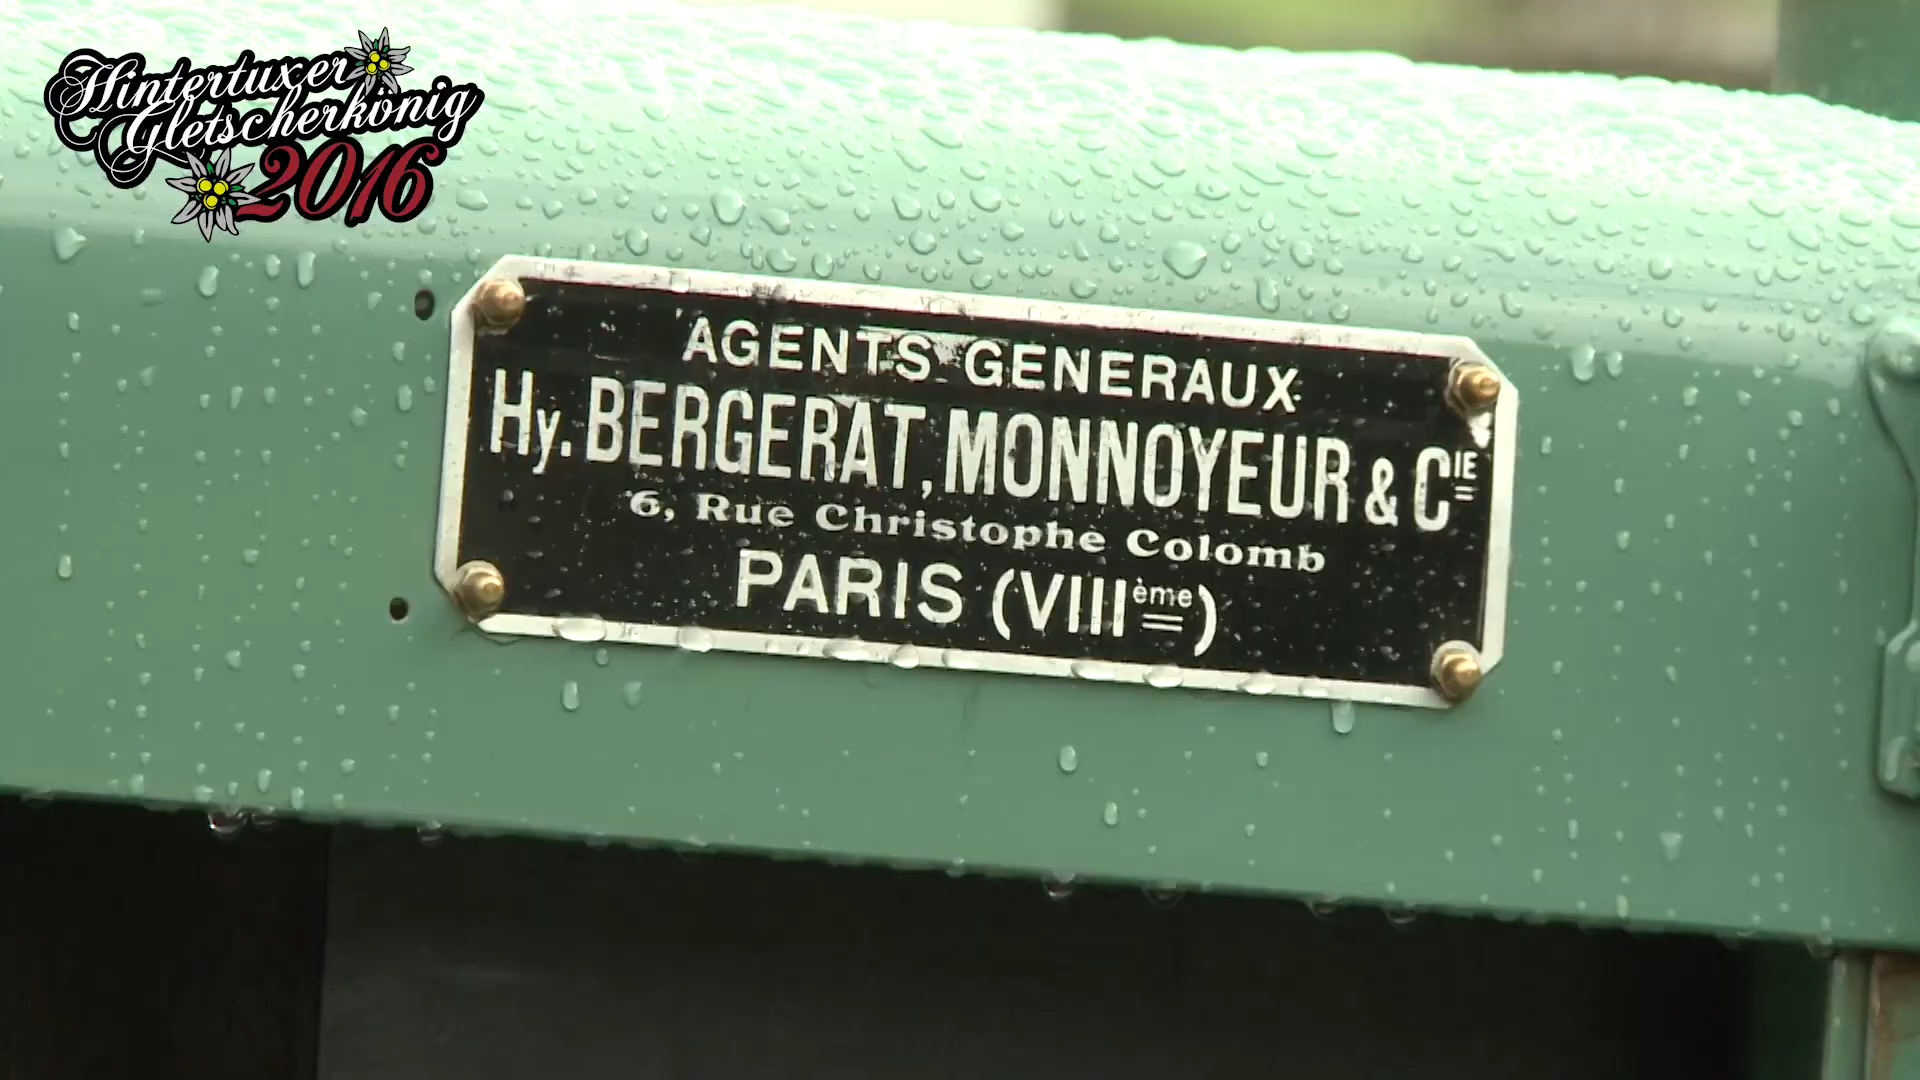 Hintertuxer
Gletscherkönig
2016
AGENTS GENERAUX
Hy. BERGERAT, MONNOYEUR & CIE
6, Rue Christophe Colomb
PARIS (VIIIème)